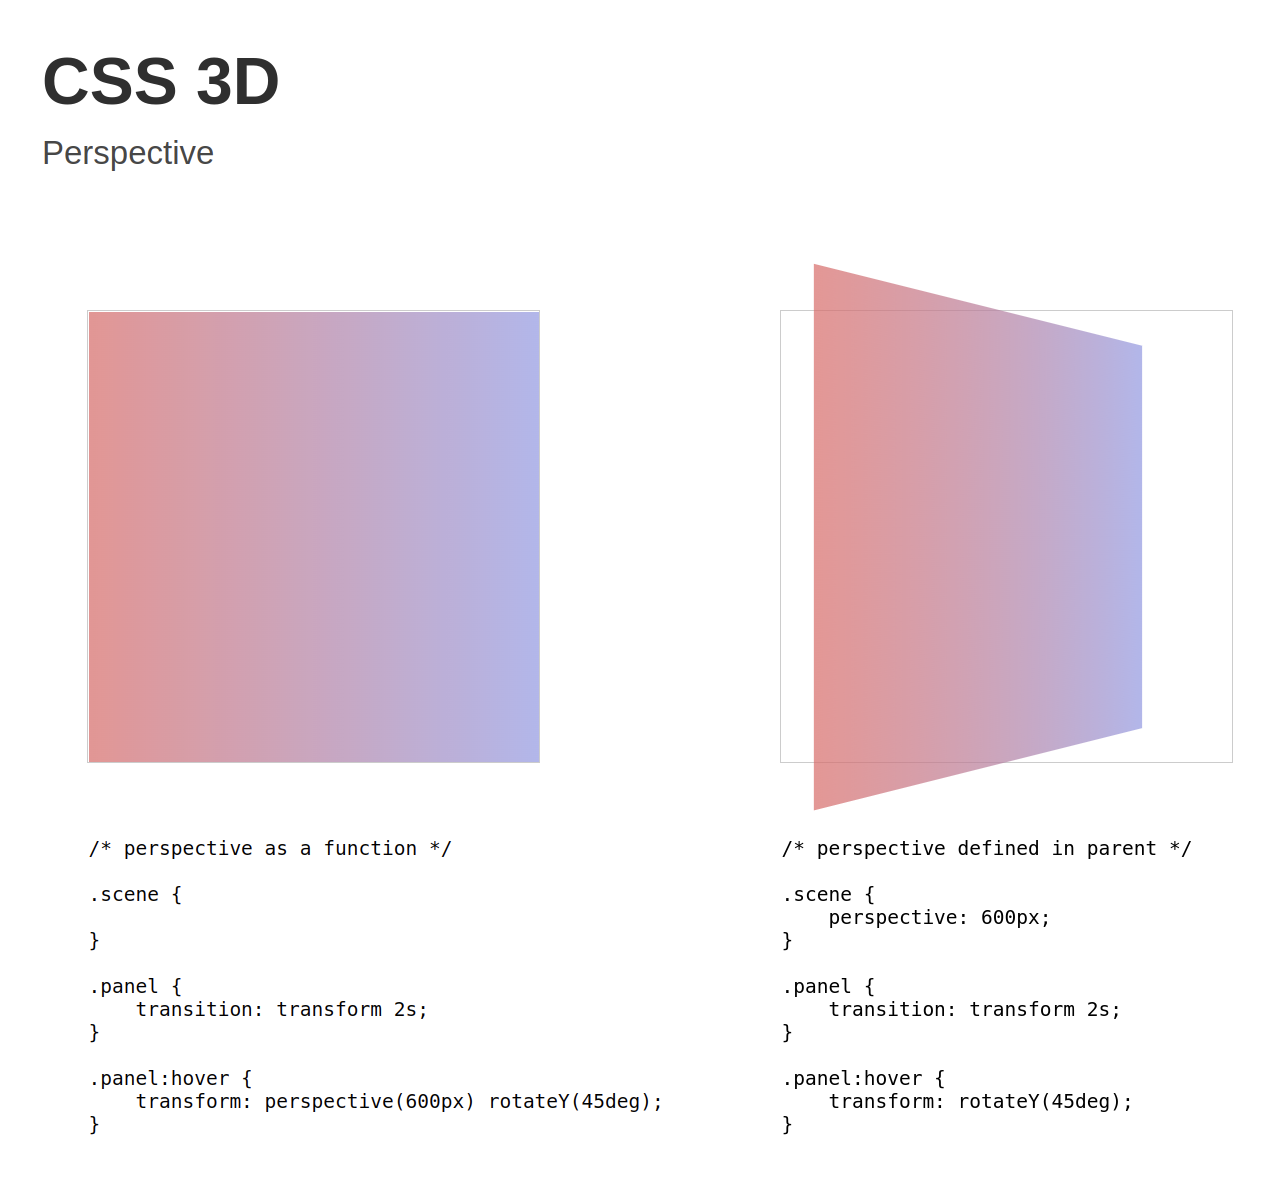 CSS 3D
Perspective
/* perspective as a function */
.scene {
}
.panel {
    transition: transform 2s;
}
.panel:hover {
    transform: perspective(600px) rotateY(45deg);
}
/* perspective defined in parent */
.scene {
    perspective: 600px;
}
.panel {
    transition: transform 2s;
}
.panel:hover {
    transform: rotateY(45deg);
}